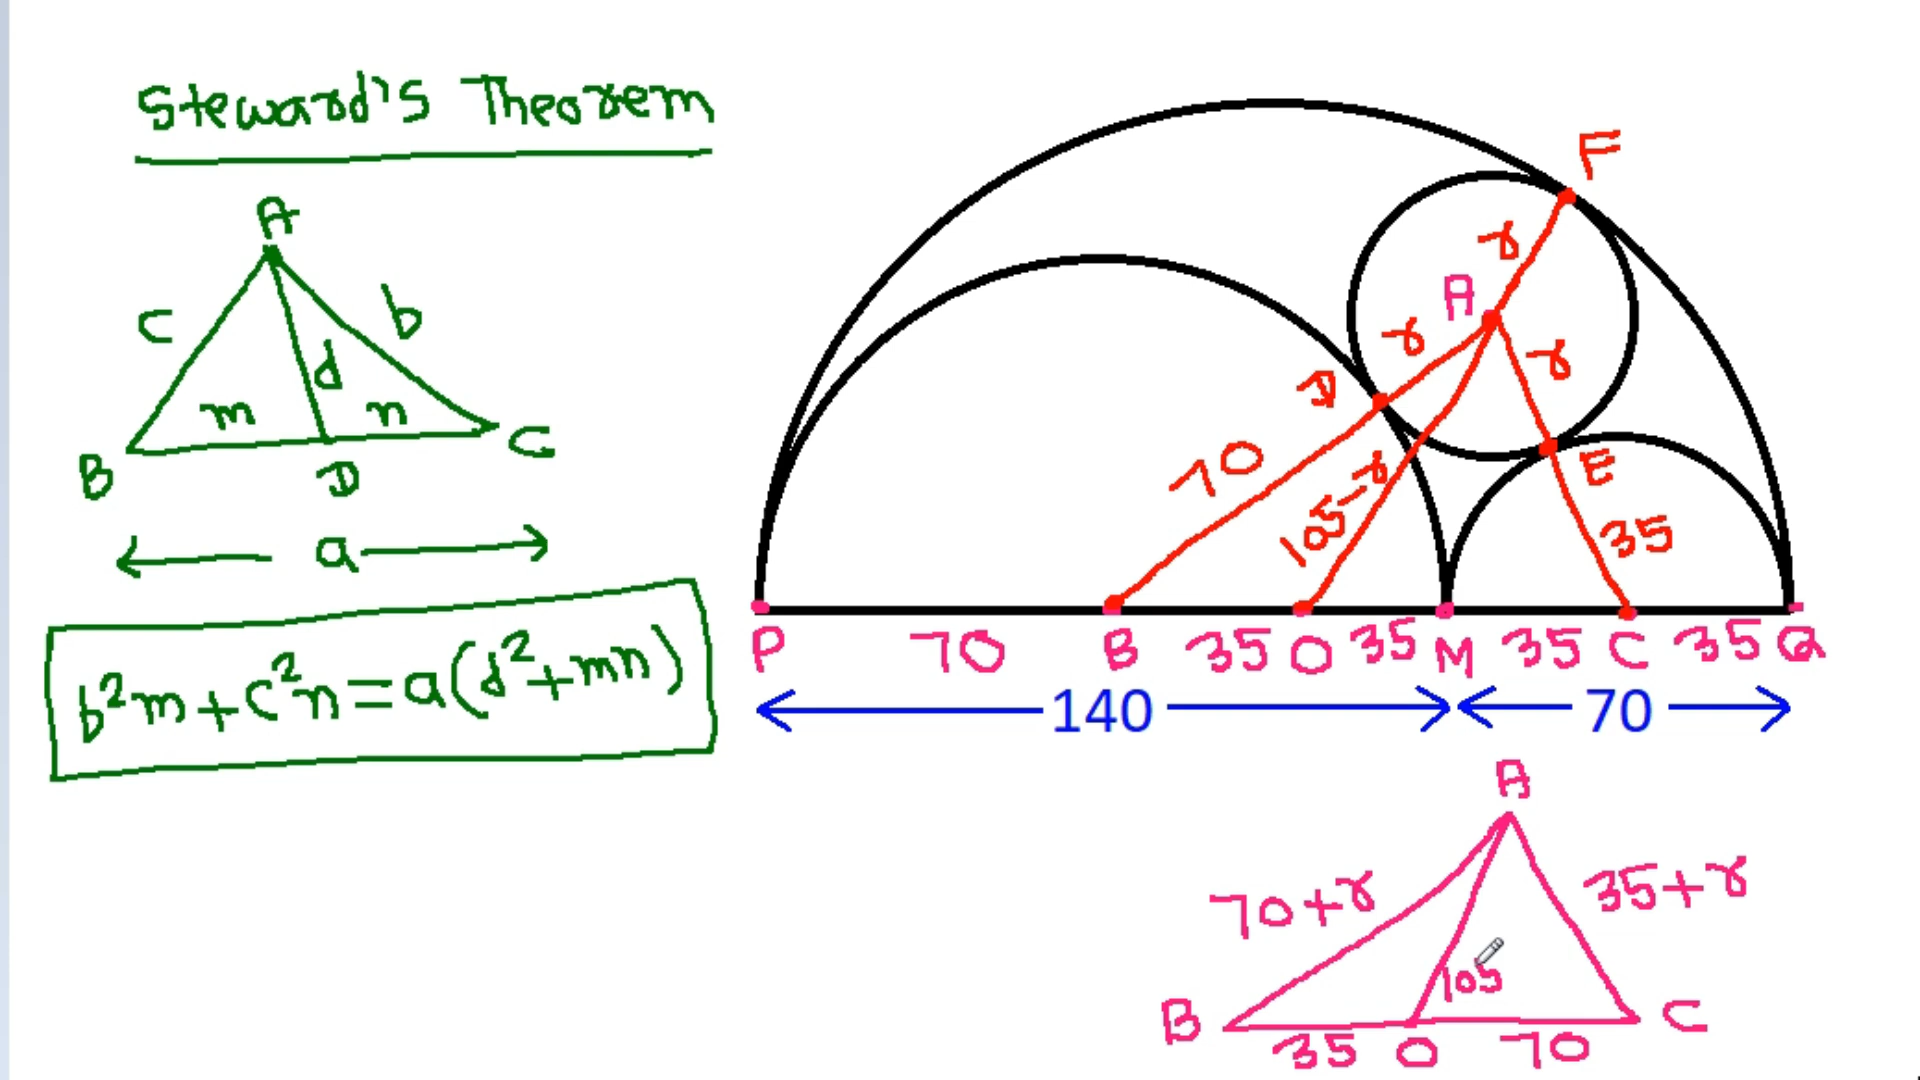 Steward's Theorem
A
c
b
d
m
n
B
D
C
a
b²m+c²n=a(d²+mn)
F
r
A
r
r
D
E
70
105-r
35
P 70 B 35 O 35 M 35 C 35 Q
140 70
A
70+r
35+r
105
B
C
35 O 70